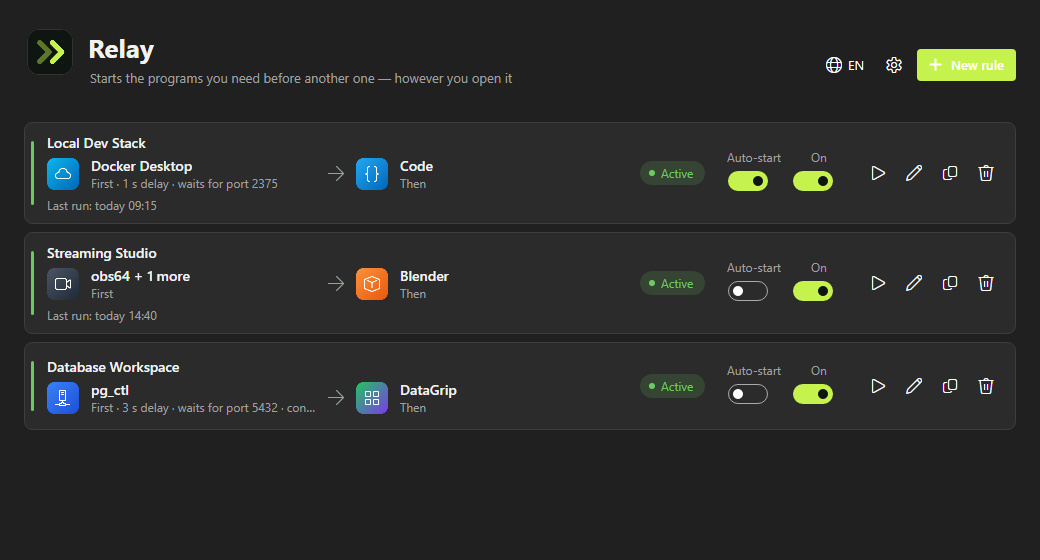 Relay
Starts the programs you need before another one — however you open it
EN
New rule
Local Dev Stack
Docker Desktop
First · 1 s delay · waits for port 2375
Code
Then
Active
Auto-start
On
Last run: today 09:15
Streaming Studio
obs64 + 1 more
First
Blender
Then
Active
Auto-start
On
Last run: today 14:40
Database Workspace
pg_ctl
First · 3 s delay · waits for port 5432 · con...
DataGrip
Then
Active
Auto-start
On